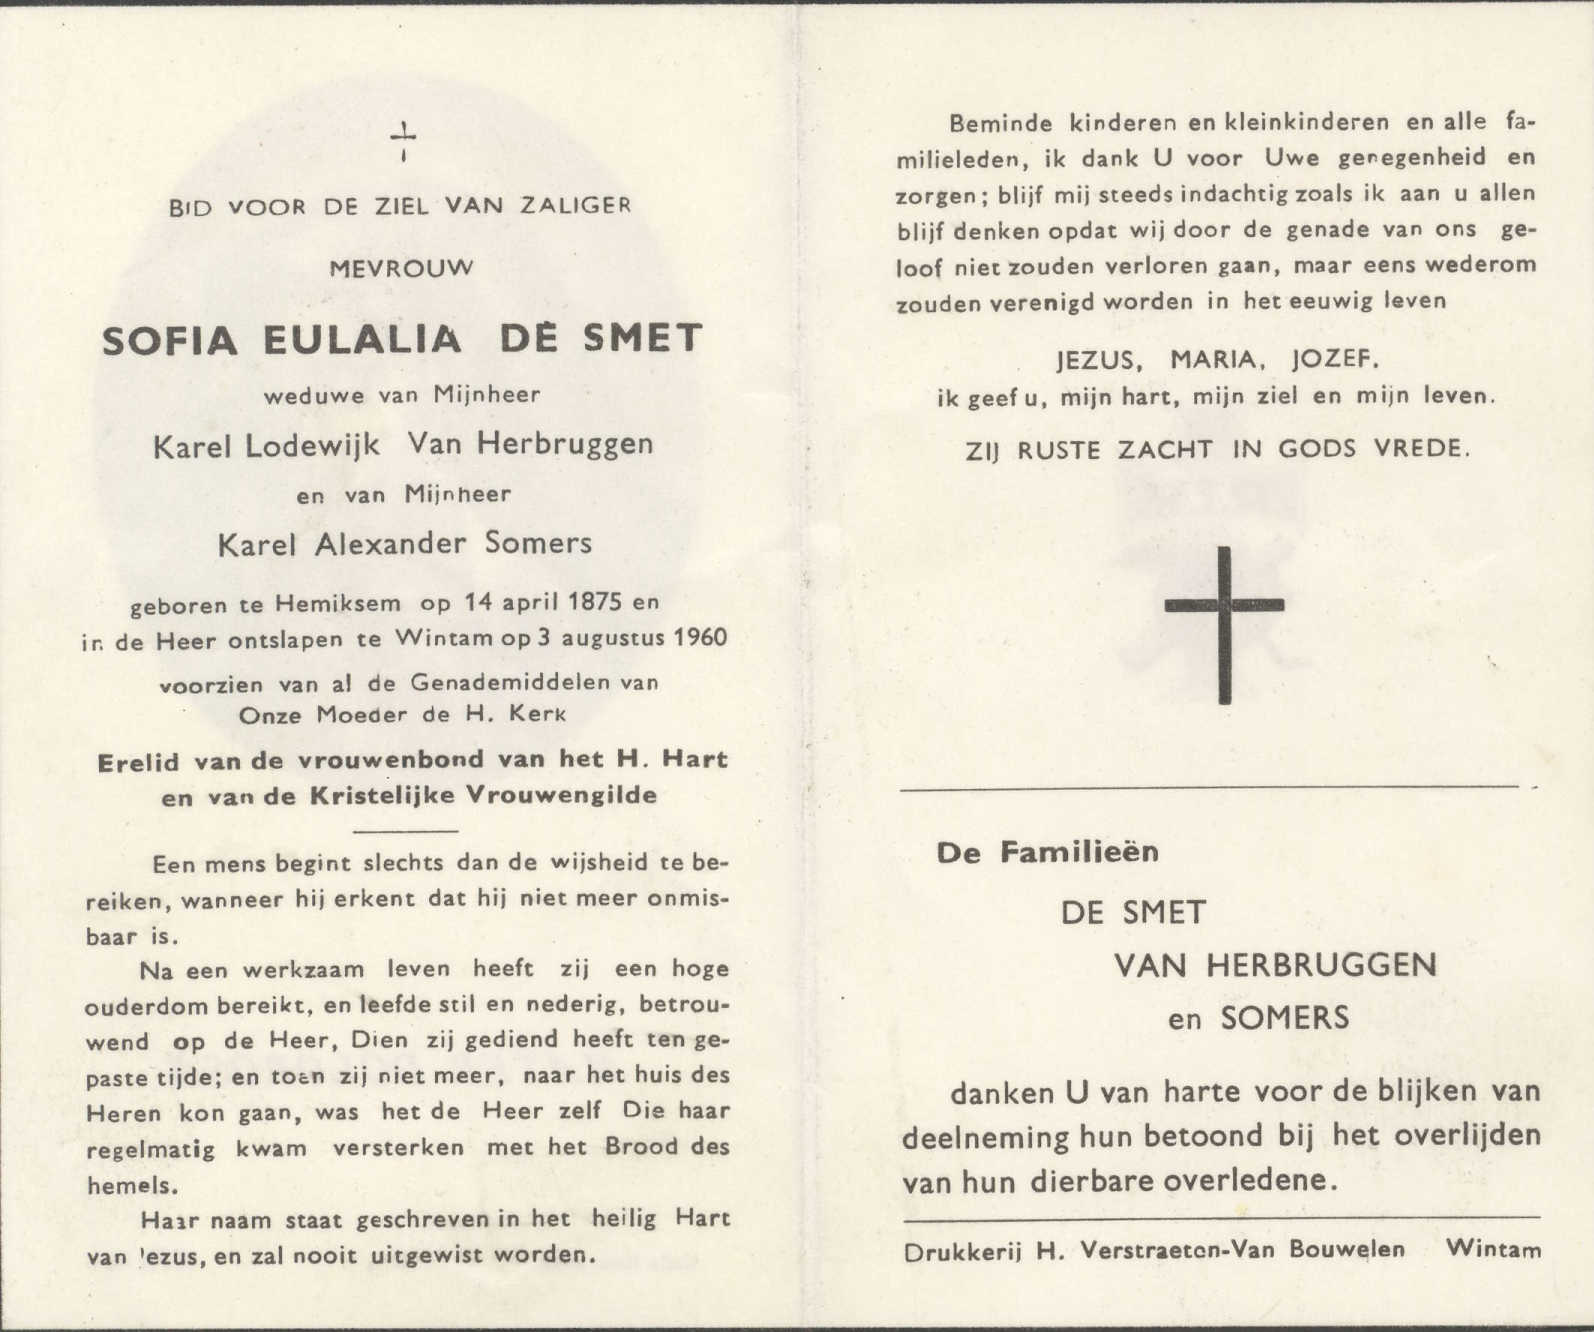 BID VOOR DE ZIEL VAN ZALIGER
MEVROUW
SOFIA EULALIA DE SMET
weduwe van Mijnheer
Karel Lodewijk Van Herbruggen
en van Mijnheer
Karel Alexander Somers
geboren te Hemiksem op 14 april 1875 en
in de Heer ontslapen te Wintam op 3 augustus 1960
voorzien van al de Genademiddelen van
Onze Moeder de H. Kerk
Erelid van de vrouwenbond van het H. Hart
en van de Kristelijke Vrouwengilde
Een mens begint slechts dan de wijsheid te be-
reiken, wanneer hij erkent dat hij niet meer onmis-
baar is.
Na een werkzaam leven heeft zij een hoge
ouderdom bereikt, en leefde stil en nederig, betrou-
wend op de Heer, Dien zij gediend heeft ten ge-
paste tijde; en toen zij niet meer, naar het huis des
Heren kon gaan, was het de Heer zelf Die haar
regelmatig kwam versterken met het Brood des
hemels.
Haar naam staat geschreven in het heilig Hart
van Jezus, en zal nooit uitgewist worden.
Beminde kinderen en kleinkinderen en alle fa-
milieleden, ik dank U voor Uwe genegenheid en
zorgen; blijf mij steeds indachtig zoals ik aan u allen
blijf denken opdat wij door de genade van ons ge-
loof niet zouden verloren gaan, maar eens wederom
zouden verenigd worden in het eeuwig leven
JEZUS, MARIA, JOZEF.
ik geef u, mijn hart, mijn ziel en mijn leven.
ZIJ RUSTE ZACHT IN GODS VREDE.
De Familieën
DE SMET
VAN HERBRUGGEN
en SOMERS
danken U van harte voor de blijken van
deelneming hun betoond bij het overlijden
van hun dierbare overledene.
Drukkerij H. Verstraeten-Van Bouwelen Wintam